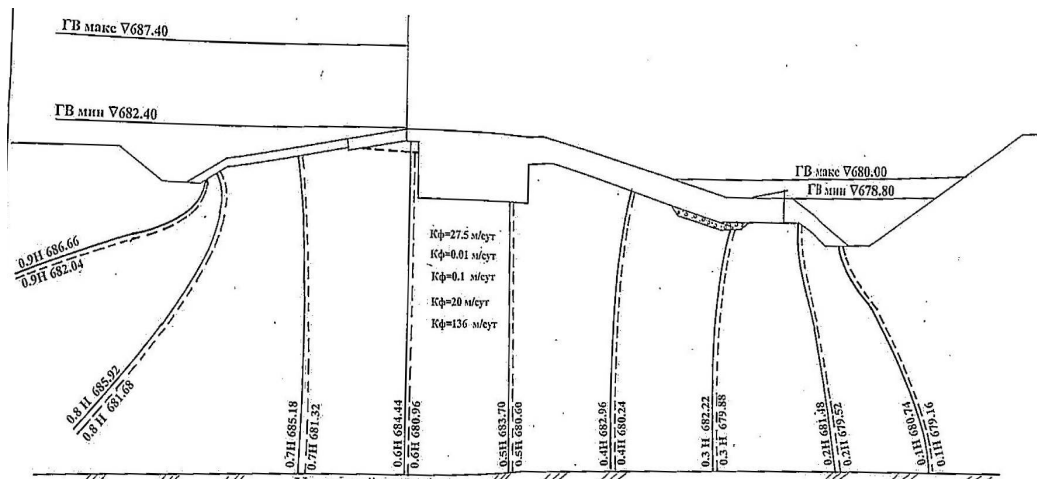 ГВ макс ∇687.40
ГВ мин ∇682.40
ГВ макс ∇680.00
ГВ мин ∇678.80
Кф=27.5 м/сут
Кф=0.01 м/сут
Кф=0.1 м/сут
Кф=20 м/сут
Кф=136 м/сут
0.9Н 686.66
0.9Н 682.04
0.8 Н 685.92
0.8 Н 681.68
0.7Н 685.18
0.7Н 681.32
0.6Н 684.44
0.6Н 680.96
0.5Н 683.70
0.5Н 680.60
0.4Н 682.96
0.4Н 680.24
0.3 Н 682.22
0.3 Н 679.88
0.2Н 681.48
0.2Н 679.52
0.1Н 680.74
0.1Н 679.16